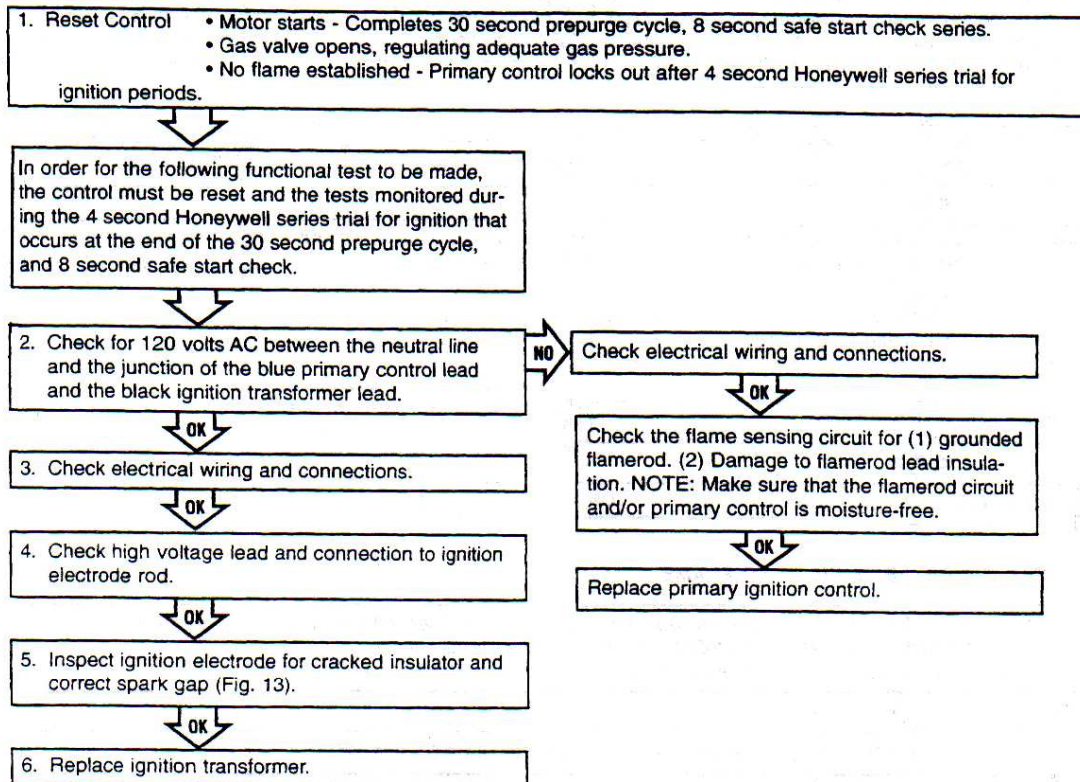 1. Reset Control • Motor starts - Completes 30 second prepurge cycle, 8 second safe start check series.
• Gas valve opens, regulating adequate gas pressure.
• No flame established - Primary control locks out after 4 second Honeywell series trial for
ignition periods.
In order for the following functional test to be made,
the control must be reset and the tests monitored dur-
ing the 4 second Honeywell series trial for ignition that
occurs at the end of the 30 second prepurge cycle,
and 8 second safe start check.
2. Check for 120 volts AC between the neutral line
and the junction of the blue primary control lead
and the black ignition transformer lead.
NO
Check electrical wiring and connections.
OK
Check the flame sensing circuit for (1) grounded
flamerod. (2) Damage to flamerod lead insula-
tion. NOTE: Make sure that the flamerod circuit
and/or primary control is moisture-free.
OK
Replace primary ignition control.
OK
3. Check electrical wiring and connections.
OK
4. Check high voltage lead and connection to ignition
electrode rod.
OK
5. Inspect ignition electrode for cracked insulator and
correct spark gap (Fig. 13).
OK
6. Replace ignition transformer.